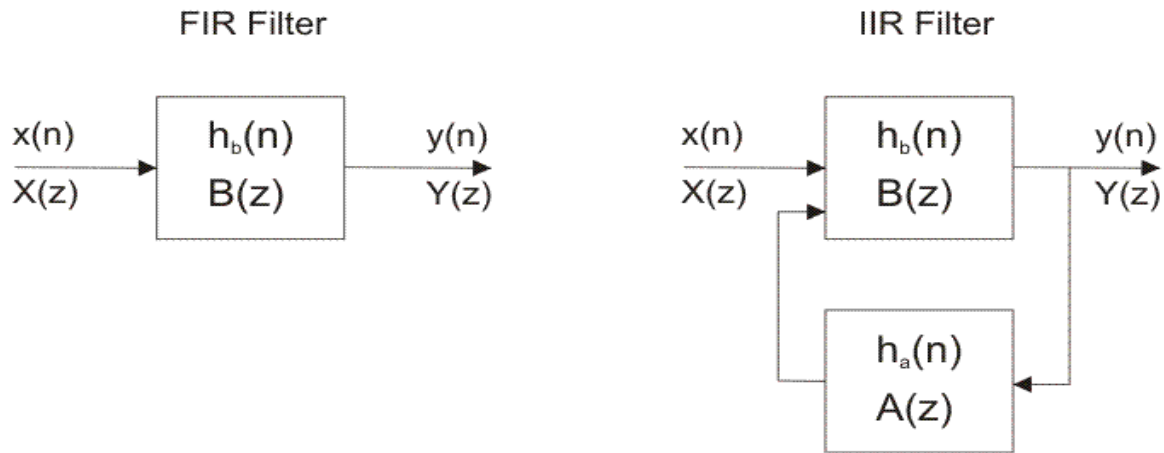 FIR Filter
x(n)
X(z)
h_b(n)
B(z)
y(n)
Y(z)
IIR Filter
x(n)
X(z)
h_b(n)
B(z)
y(n)
Y(z)
h_a(n)
A(z)